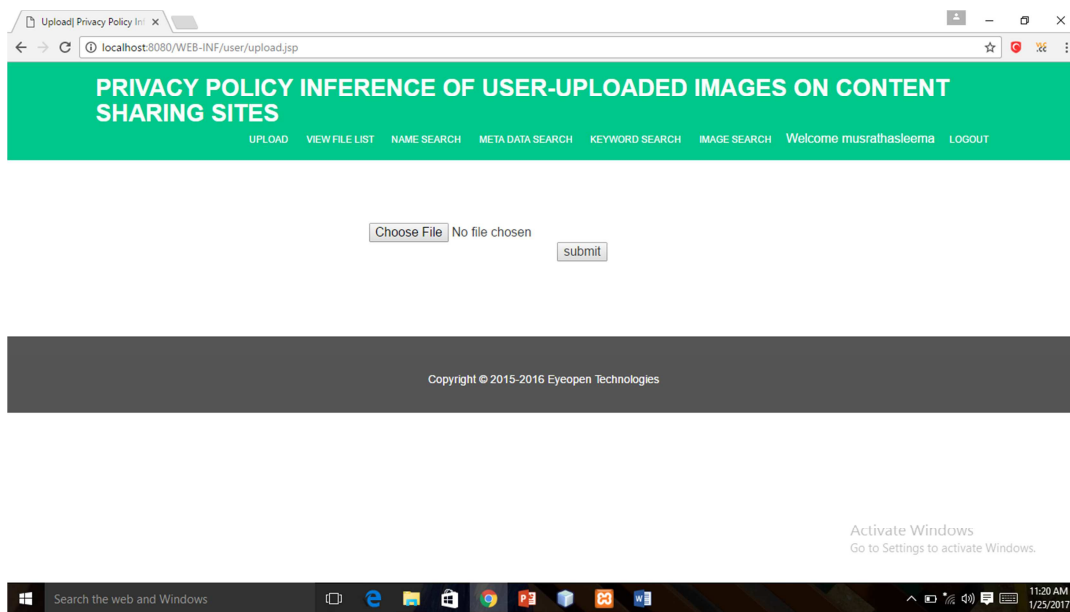 Upload| Privacy Policy Inf
localhost:8080/WEB-INF/user/upload.jsp
PRIVACY POLICY INFERENCE OF USER-UPLOADED IMAGES ON CONTENT
SHARING SITES
UPLOAD VIEW FILE LIST NAME SEARCH META DATA SEARCH KEYWORD SEARCH IMAGE SEARCH Welcome musrathasleema LOGOUT
Choose File No file chosen
submit
Copyright © 2015-2016 Eyeopen Technologies
Activate Windows
Go to Settings to activate Windows.
Search the web and Windows
11:20 AM
1/25/2017